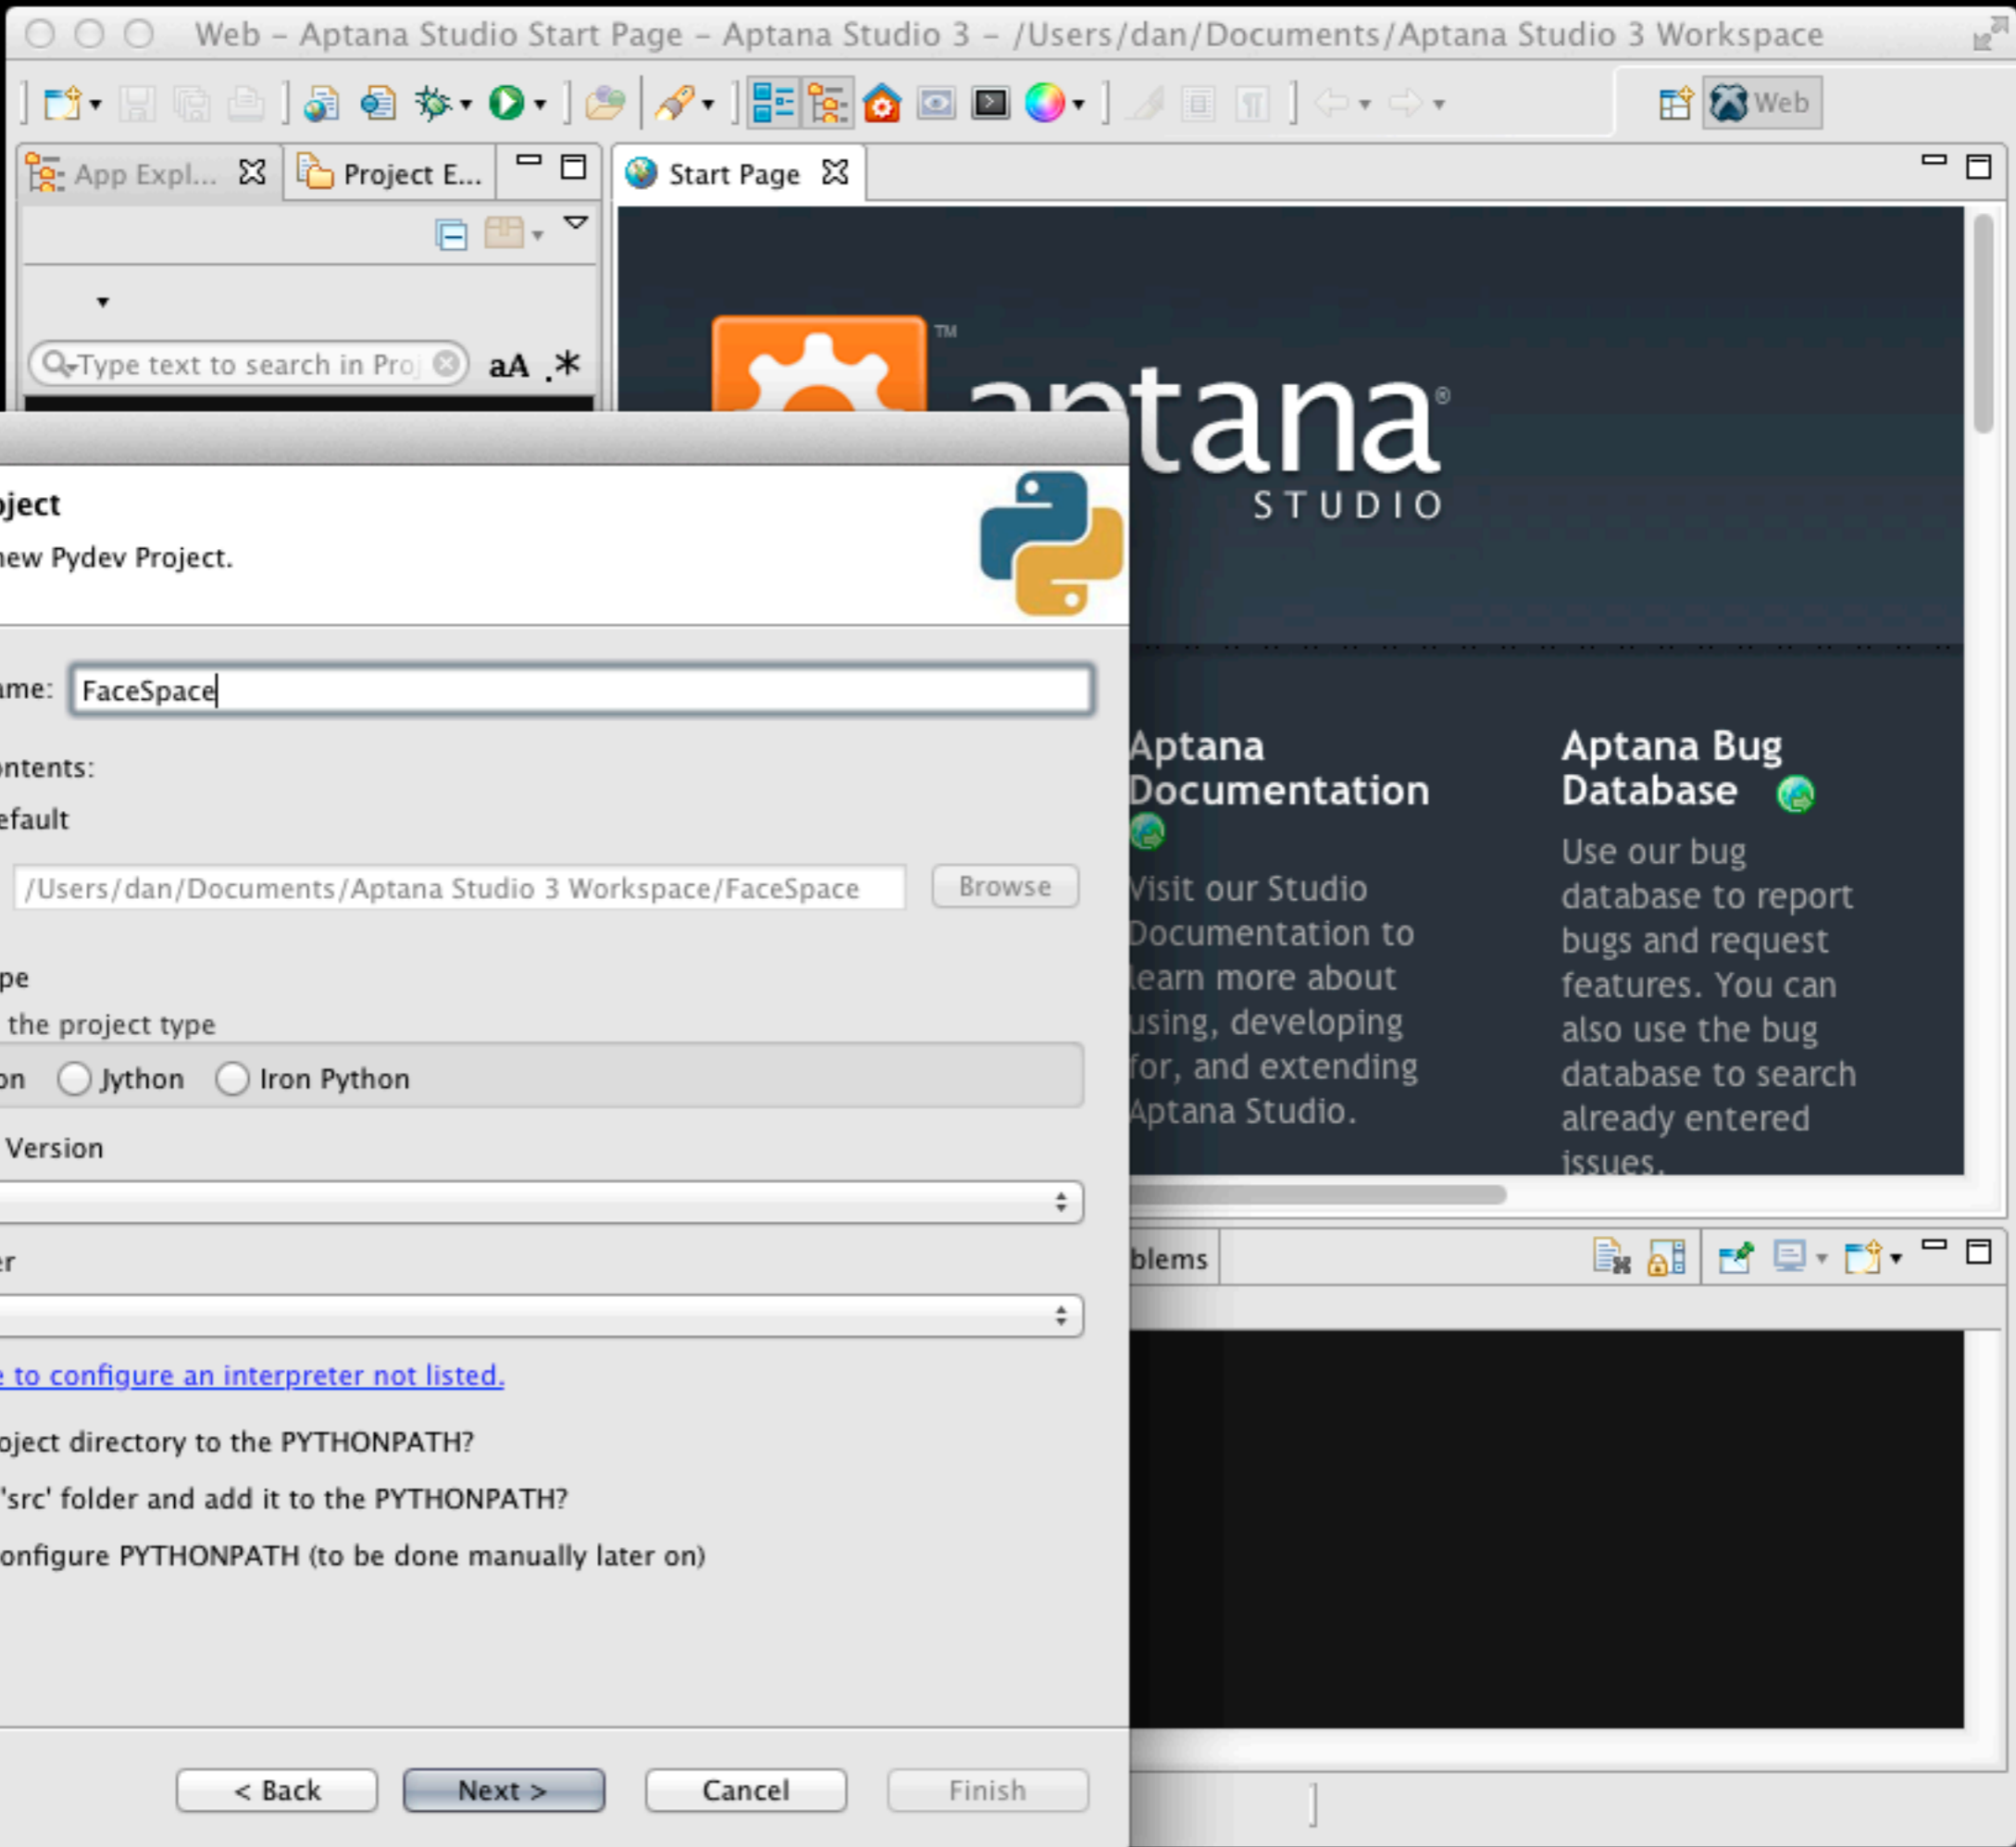 Web – Aptana Studio Start Page – Aptana Studio 3 – /Users/dan/Documents/Aptana Studio 3 Workspace
Web
App Expl...
Project E...
Start Page
Type text to search in Proj
aA .*
aptana®
TM
STUDIO
oject
new Pydev Project.
ame: FaceSpace
ontents:
efault
/Users/dan/Documents/Aptana Studio 3 Workspace/FaceSpace
Browse
pe
the project type
on Jython Iron Python
Version
er
e to configure an interpreter not listed.
oject directory to the PYTHONPATH?
'src' folder and add it to the PYTHONPATH?
onfigure PYTHONPATH (to be done manually later on)
< Back
Next >
Cancel
Finish
Aptana
Documentation
Visit our Studio
Documentation to
learn more about
using, developing
for, and extending
Aptana Studio.
Aptana Bug
Database
Use our bug
database to report
bugs and request
features. You can
also use the bug
database to search
already entered
issues.
blems